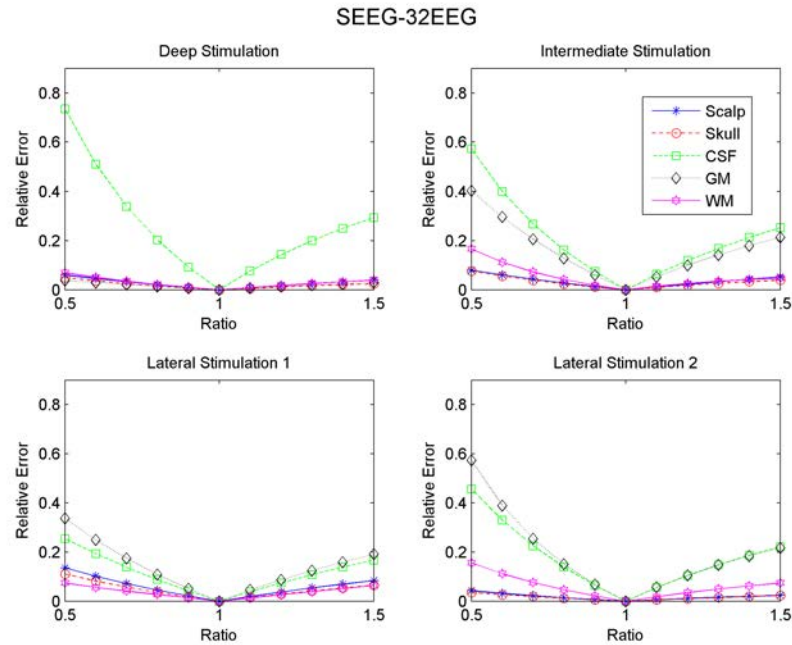 SEEG-32EEG
Deep Stimulation
Relative Error
0.8
0.6
0.4
0.2
0
0.5
1
1.5
Ratio
Intermediate Stimulation
Relative Error
0.8
0.6
0.4
0.2
0
0.5
1
1.5
Ratio
Scalp
Skull
CSF
GM
WM
Lateral Stimulation 1
Relative Error
0.8
0.6
0.4
0.2
0
0.5
1
1.5
Ratio
Lateral Stimulation 2
Relative Error
0.8
0.6
0.4
0.2
0
0.5
1
1.5
Ratio